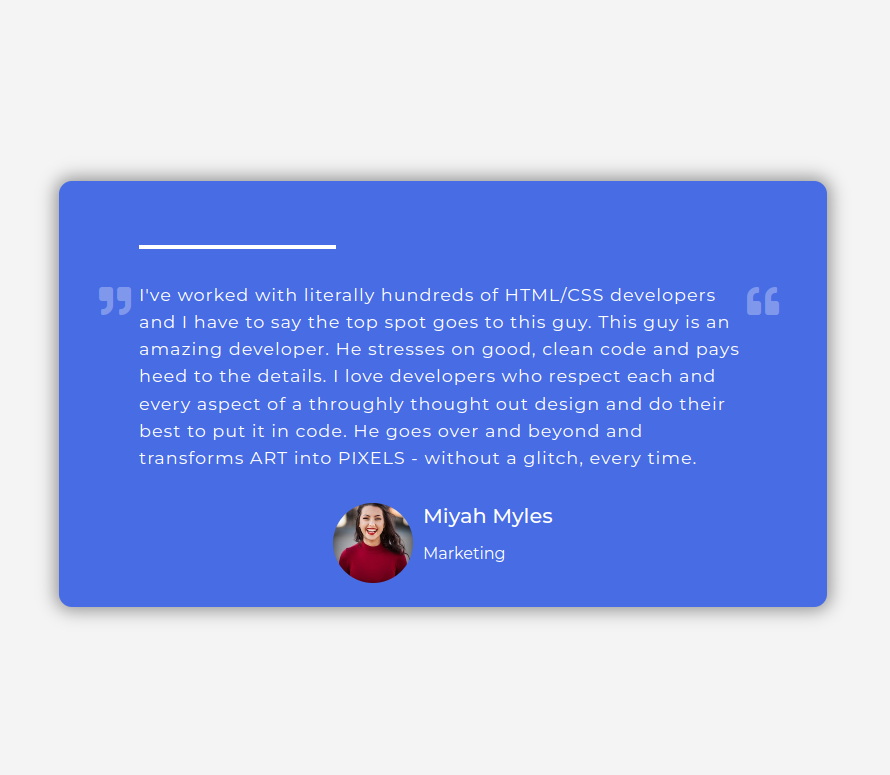 I've worked with literally hundreds of HTML/CSS developers
and I have to say the top spot goes to this guy. This guy is an
amazing developer. He stresses on good, clean code and pays
heed to the details. I love developers who respect each and
every aspect of a throughly thought out design and do their
best to put it in code. He goes over and beyond and
transforms ART into PIXELS - without a glitch, every time.
Miyah Myles
Marketing